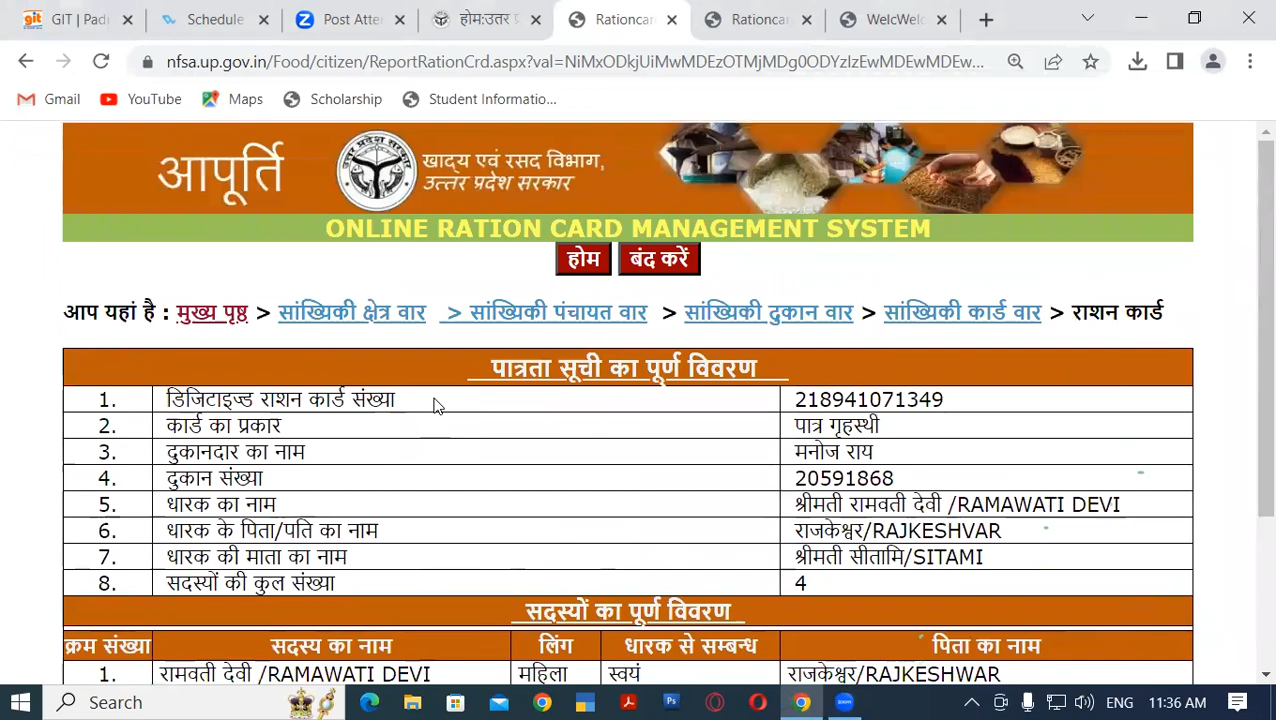 GIT | Padr
Schedule
Post Atter
होम:उतर प्र
Rationcar
Rationcar
WelcWelc
nfsa.up.gov.in/Food/citizen/ReportRationCrd.aspx?val=NiMxODkjUiMwMDEzOTMjMDg0ODYzIzEwMDEwMDEw...
Gmail YouTube Maps Scholarship Student Informatio...
आपूर्ति
खाद्य एवं रसद विभाग,
उत्तर प्रदेश सरकार
ONLINE RATION CARD MANAGEMENT SYSTEM
होम बंद करें
आप यहां है : मुख्य पृष्ठ > सांख्यिकी क्षेत्र वार > सांख्यिकी पंचायत वार > सांख्यिकी दुकान वार > सांख्यिकी कार्ड वार > राशन कार्ड
पात्रता सूची का पूर्ण विवरण
1. डिजिटाइज्ड राशन कार्ड संख्या 218941071349
2. कार्ड का प्रकार पात्र गृहस्थी
3. दुकानदार का नाम मनोज राय
4. दुकान संख्या 20591868
5. धारक का नाम श्रीमती रामवती देवी /RAMAWATI DEVI
6. धारक के पिता/पति का नाम राजकेश्वर/RAJKESHVAR
7. धारक की माता का नाम श्रीमती सीतामि/SITAMI
8. सदस्यों की कुल संख्या 4
सदस्यों का पूर्ण विवरण
क्रम संख्या सदस्य का नाम लिंग धारक से सम्बन्ध पिता का नाम
1. रामवती देवी /RAMAWATI DEVI महिला स्वयं राजकेश्वर/RAJKESHWAR
Search
ENG 11:36 AM